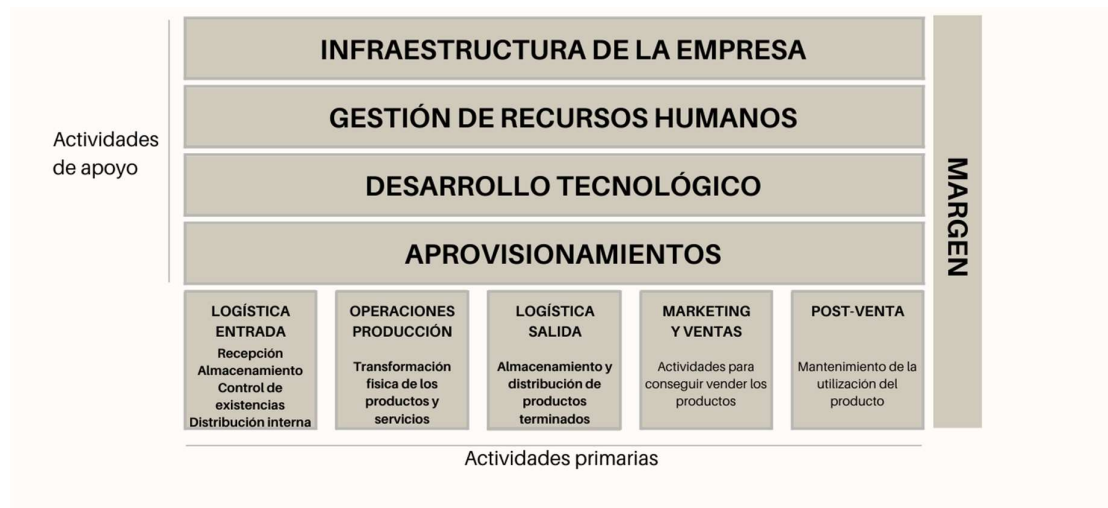 INFRAESTRUCTURA DE LA EMPRESA
GESTIÓN DE RECURSOS HUMANOS
Actividades
de apoyo
DESARROLLO TECNOLÓGICO
APROVISIONAMIENTOS
MARGEN
LOGÍSTICA
ENTRADA
Recepción
Almacenamiento
Control de
existencias
Distribución interna
OPERACIONES
PRODUCCIÓN
Transformación
fisica de los
productos y
servicios
LOGÍSTICA
SALIDA
Almacenamiento y
distribución de
productos
terminados
MARKETING
Y VENTAS
Actividades para
conseguir vender los
productos
POST-VENTA
Mantenimiento de la
utilización del
producto
Actividades primarias